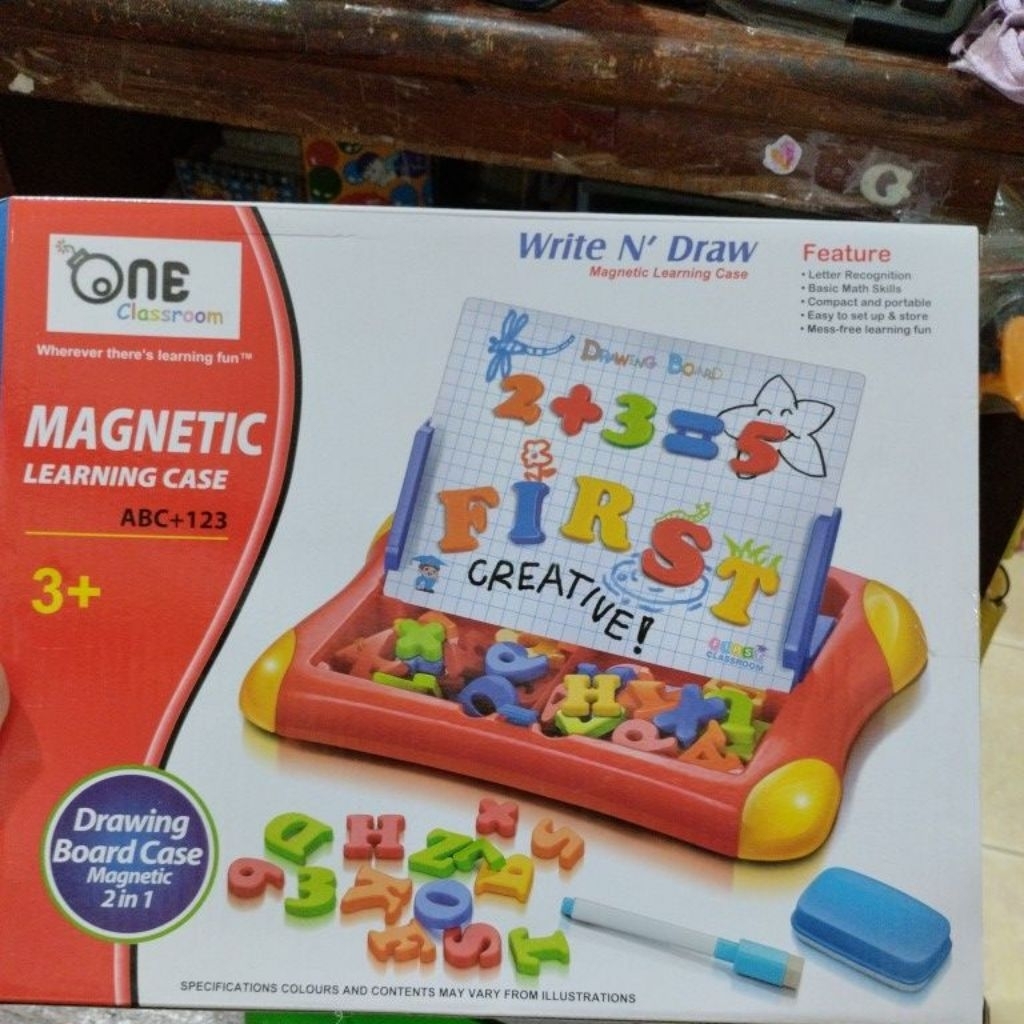 ONE
Classroom
Wherever there's learning fun™
MAGNETIC
LEARNING CASE
ABC+123
3+
Drawing
Board Case
Magnetic
2 in 1
Write N' Draw
Magnetic Learning Case
Feature
• Letter Recognition
• Basic Math Skills
• Compact and portable
• Easy to set up & store
• Mess-free learning fun
DRAWING BOARD
2+3=5
FIRST
CREATIVE!
FIRST
CLASSROOM
SPECIFICATIONS COLOURS AND CONTENTS MAY VARY FROM ILLUSTRATIONS